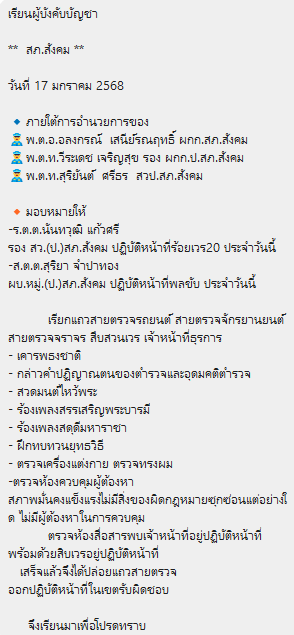 เรียนผู้บังคับบัญชา
** สภ.สังคม **
วันที่ 17 มกราคม 2568
🔹ภายใต้การอำนวยการของ
👮พ.ต.อ.อลงกรณ์ เสนีย์รณฤทธิ์ ผกก.สภ.สังคม
👮พ.ต.ท.วีระเดช เจริญสุข รอง ผกก.ป.สภ.สังคม
👮พ.ต.ท.สุริยันต์ ศรีธร สวป.สภ.สังคม
🔸มอบหมายให้
-ร.ต.ต.นันทวุฒิ แก้วศรี
รอง สว.(ป.)สภ.สังคม ปฏิบัติหน้าที่ร้อยเวร20 ประจำวันนี้
-ส.ต.ต.สุริยา จำปาทอง
ผบ.หมู่.(ป.)สภ.สังคม ปฏิบัติหน้าที่พลขับ ประจำวันนี้
เรียกแถวสายตรวจรถยนต์ สายตรวจจักรยานยนต์
สายตรวจจราจร สืบสวนเวร เจ้าหน้าที่ธุรการ
- เคารพธงชาติ
- กล่าวคำปฏิญาณตนของตำรวจและอุดมคติตำรวจ
- สวดมนต์ไหว้พระ
- ร้องเพลงสรรเสริญพระบารมี
- ร้องเพลงสดุดีมหาราชา
- ฝึกทบทวนยุทธวิธี
- ตรวจเครื่องแต่งกาย ตรวจทรงผม
-ตรวจห้องควบคุมผู้ต้องหา
สภาพมั่นคงแข็งแรงไม่มีสิ่งของผิดกฎหมายซุกซ่อนแต่อย่างใ
ด ไม่มีผู้ต้องหาในการควบคุม
ตรวจห้องสื่อสารพบเจ้าหน้าที่อยู่ปฏิบัติหน้าที่
พร้อมด้วยสิบเวรอยู่ปฏิบัติหน้าที่
เสร็จแล้วจึงได้ปล่อยแถวสายตรวจ
ออกปฏิบัติหน้าที่ในเขตรับผิดชอบ
จึงเรียนมาเพื่อโปรดทราบ